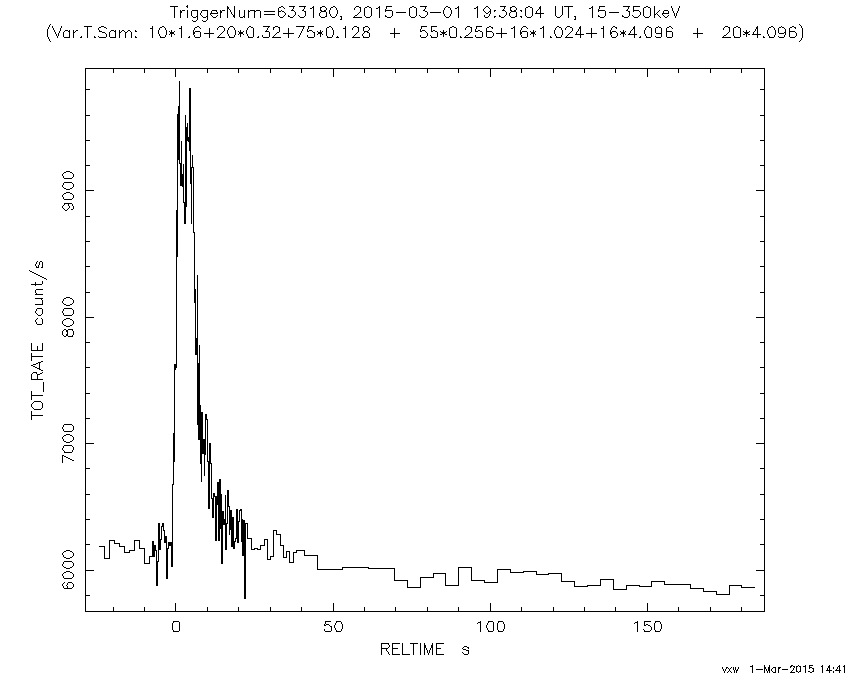 TriggerNum=633180, 2015-03-01 19:38:04 UT, 15-350keV
(Var.T.Sam: 10*1.6+20*0.32+75*0.128 + 55*0.256+16*1.024+16*4.096 + 20*4.096)
TOT_RATE count/s
9000
8000
7000
6000
0 50 100 150
RELTIME s
vxw 1-Mar-2015 14:41